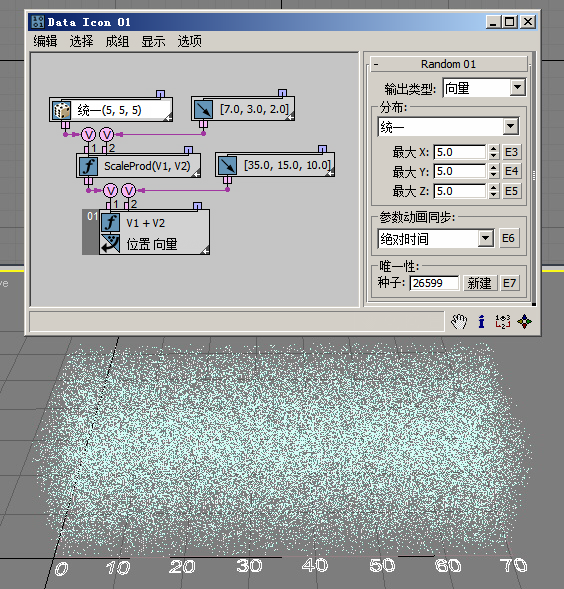 Data Icon 01
编辑 选择 成组 显示 选项
统一(5, 5, 5)
[7.0, 3.0, 2.0]
V V
1 2
ScaleProd(V1, V2)
[35.0, 15.0, 10.0]
V V
1 2
01
V1 + V2
位置 向量
- Random 01
输出类型: 向量
分布:
统一
最大 X: 5.0 E3
最大 Y: 5.0 E4
最大 Z: 5.0 E5
参数动画同步:
绝对时间 E6
唯一性:
种子: 26599 新建 E7
0 10 20 30 40 50 60 70